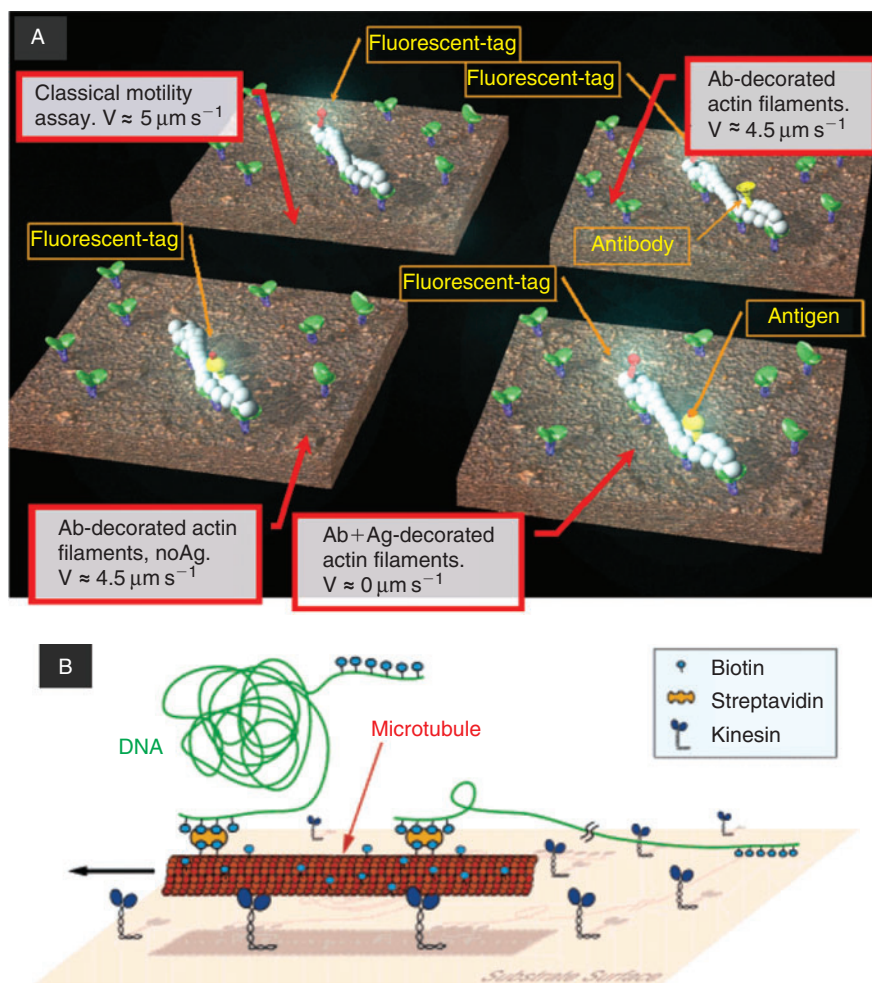 A
Fluorescent-tag
Fluorescent-tag
Classical motility
assay. V ≈ 5 μm s⁻¹
Ab-decorated
actin filaments.
V ≈ 4.5 μm s⁻¹
Fluorescent-tag
Antibody
Fluorescent-tag
Antigen
Ab-decorated actin
filaments, noAg.
V ≈ 4.5 μm s⁻¹
Ab+Ag-decorated
actin filaments.
V ≈ 0 μm s⁻¹
B
Biotin
Streptavidin
Kinesin
Microtubule
DNA
Substrate Surface